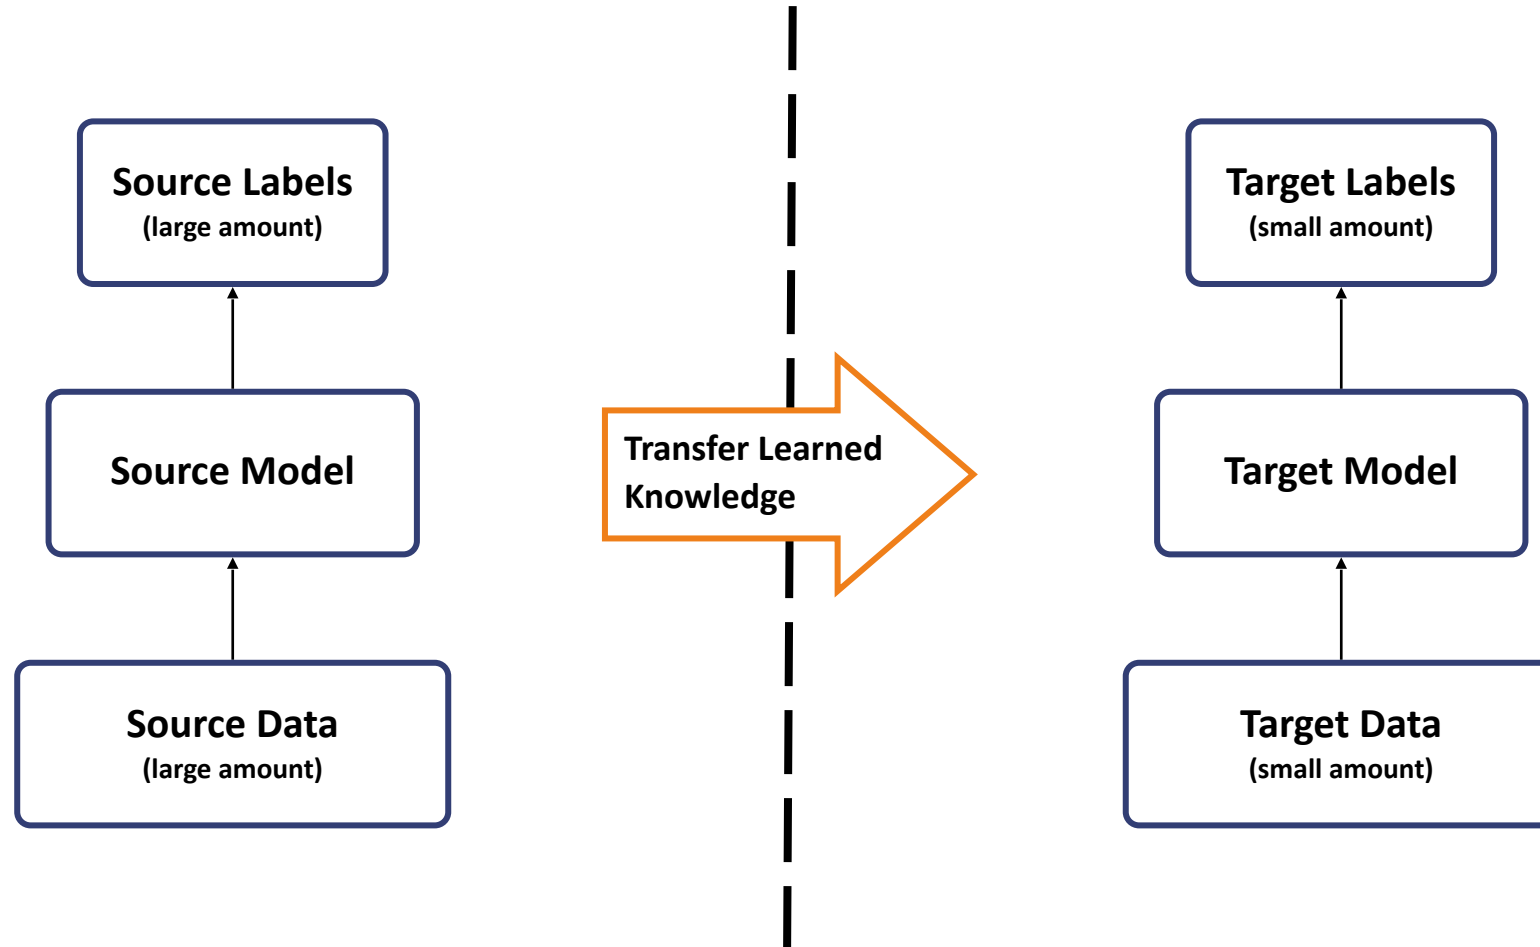 Source Labels
(large amount)
Source Model
Source Data
(large amount)
Transfer Learned
Knowledge
Target Labels
(small amount)
Target Model
Target Data
(small amount)